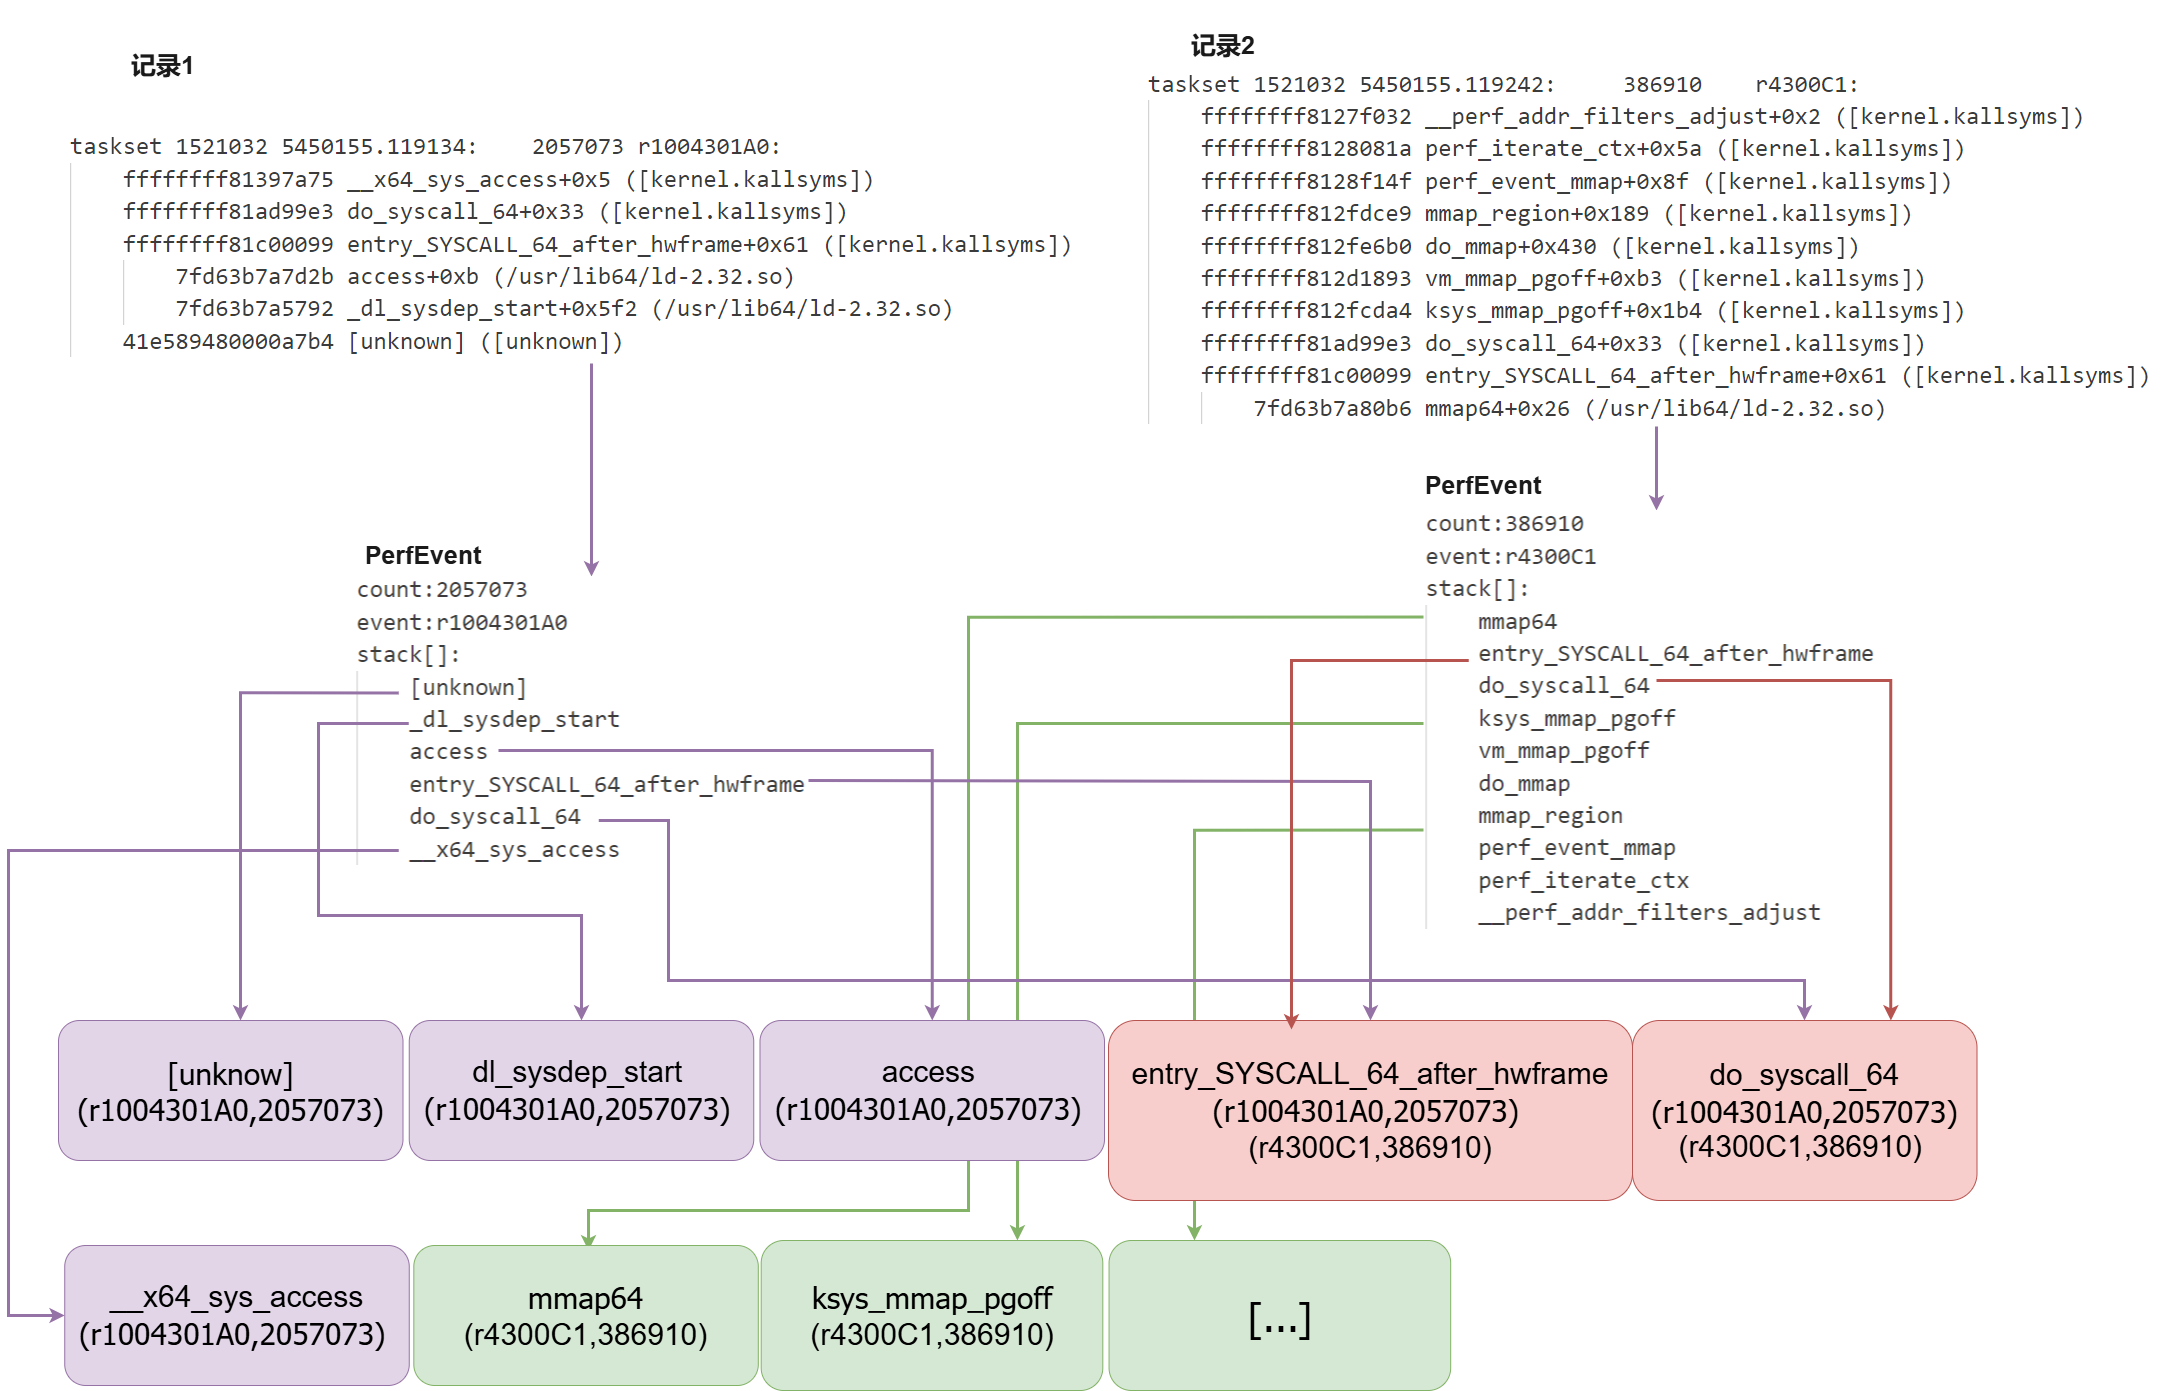 记录1
taskset 1521032 5450155.119134:    2057073 r1004301A0:
ffffffff81397a75 __x64_sys_access+0x5 ([kernel.kallsyms])
ffffffff81ad99e3 do_syscall_64+0x33 ([kernel.kallsyms])
ffffffff81c00099 entry_SYSCALL_64_after_hwframe+0x61 ([kernel.kallsyms])
7fd63b7a7d2b access+0xb (/usr/lib64/ld-2.32.so)
7fd63b7a5792 _dl_sysdep_start+0x5f2 (/usr/lib64/ld-2.32.so)
41e589480000a7b4 [unknown] ([unknown])
记录2
taskset 1521032 5450155.119242:     386910    r4300C1:
ffffffff8127f032 __perf_addr_filters_adjust+0x2 ([kernel.kallsyms])
ffffffff8128081a perf_iterate_ctx+0x5a ([kernel.kallsyms])
ffffffff8128f14f perf_event_mmap+0x8f ([kernel.kallsyms])
ffffffff812fdce9 mmap_region+0x189 ([kernel.kallsyms])
ffffffff812fe6b0 do_mmap+0x430 ([kernel.kallsyms])
ffffffff812d1893 vm_mmap_pgoff+0xb3 ([kernel.kallsyms])
ffffffff812fcda4 ksys_mmap_pgoff+0x1b4 ([kernel.kallsyms])
ffffffff81ad99e3 do_syscall_64+0x33 ([kernel.kallsyms])
ffffffff81c00099 entry_SYSCALL_64_after_hwframe+0x61 ([kernel.kallsyms])
7fd63b7a80b6 mmap64+0x26 (/usr/lib64/ld-2.32.so)
PerfEvent
count:2057073
event:r1004301A0
stack[]:
[unknown]
_dl_sysdep_start
access
entry_SYSCALL_64_after_hwframe
do_syscall_64
__x64_sys_access
PerfEvent
count:386910
event:r4300C1
stack[]:
mmap64
entry_SYSCALL_64_after_hwframe
do_syscall_64
ksys_mmap_pgoff
vm_mmap_pgoff
do_mmap
mmap_region
perf_event_mmap
perf_iterate_ctx
__perf_addr_filters_adjust
[unknow]
(r1004301A0,2057073)
dl_sysdep_start
(r1004301A0,2057073)
access
(r1004301A0,2057073)
entry_SYSCALL_64_after_hwframe
(r1004301A0,2057073)
(r4300C1,386910)
do_syscall_64
(r1004301A0,2057073)
(r4300C1,386910)
__x64_sys_access
(r1004301A0,2057073)
mmap64
(r4300C1,386910)
ksys_mmap_pgoff
(r4300C1,386910)
[...]